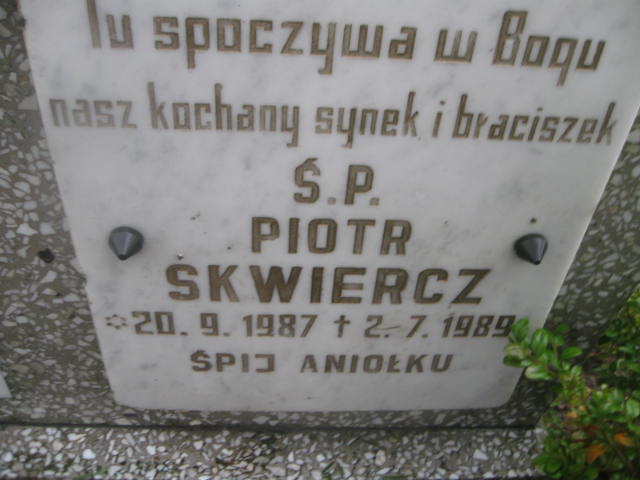 Tu spoczywa w Bogu
nasz kochany synek i braciszek
Ś.P.
PIOTR
SKWIERCZ
* 20. 9. 1987 † 2. 7. 1989
ŚPIJ ANIOŁKU